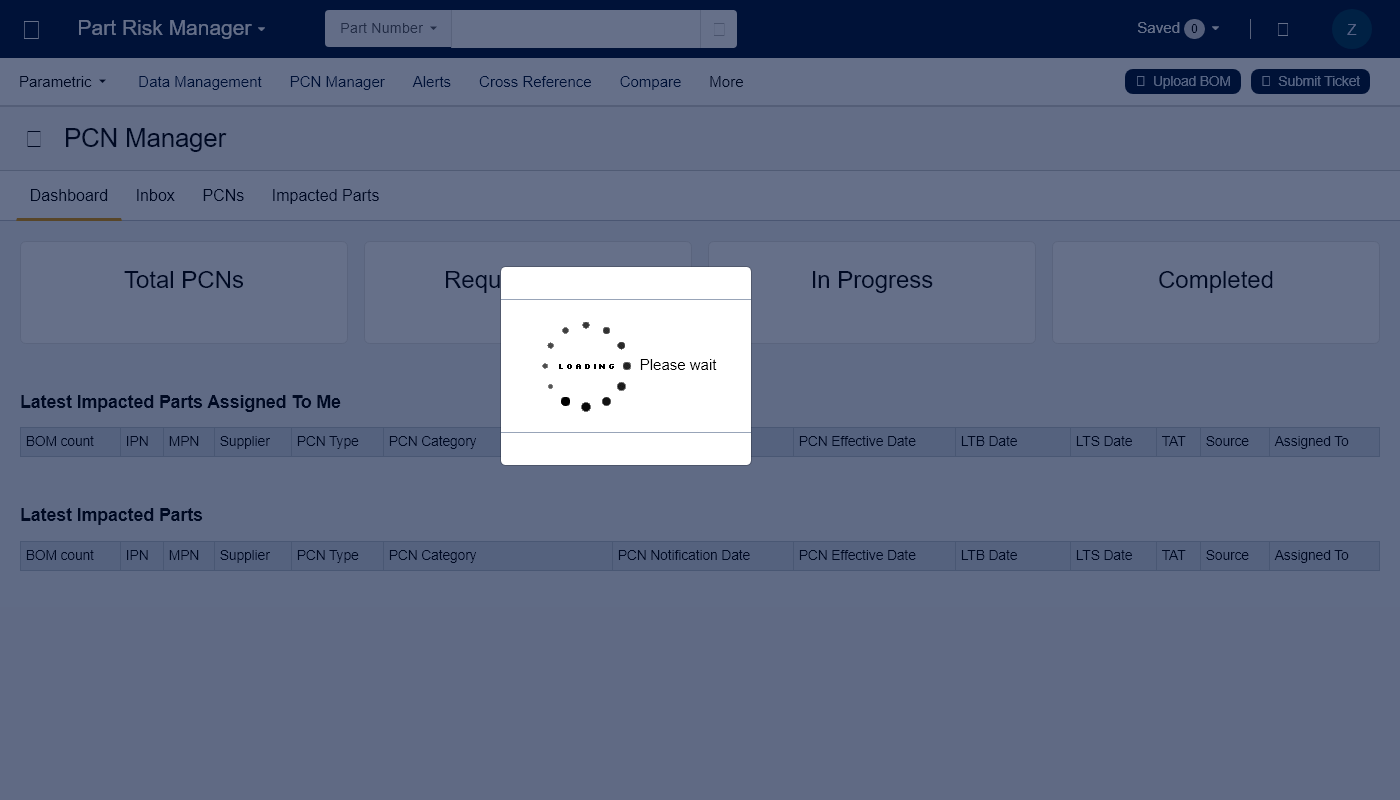 Part Risk Manager
Part Number
Saved 0
Z
Parametric Data Management PCN Manager Alerts Cross Reference Compare More
Upload BOM Submit Ticket
PCN Manager
Dashboard Inbox PCNs Impacted Parts
Total PCNs Requ In Progress Completed
LOADING Please wait
Latest Impacted Parts Assigned To Me
BOM count IPN MPN Supplier PCN Type PCN Category PCN Effective Date LTB Date LTS Date TAT Source Assigned To
Latest Impacted Parts
BOM count IPN MPN Supplier PCN Type PCN Category PCN Notification Date PCN Effective Date LTB Date LTS Date TAT Source Assigned To